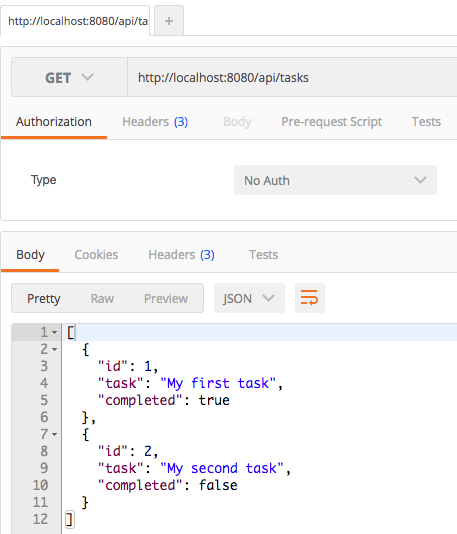 http://localhost:8080/api/ta
+
GET http://localhost:8080/api/tasks
Authorization Headers (3) Body Pre-request Script Tests
Type No Auth
Body Cookies Headers (3) Tests
Pretty Raw Preview JSON
1 [
2 {
3 "id": 1,
4 "task": "My first task",
5 "completed": true
6 },
7 {
8 "id": 2,
9 "task": "My second task",
10 "completed": false
11 }
12 ]